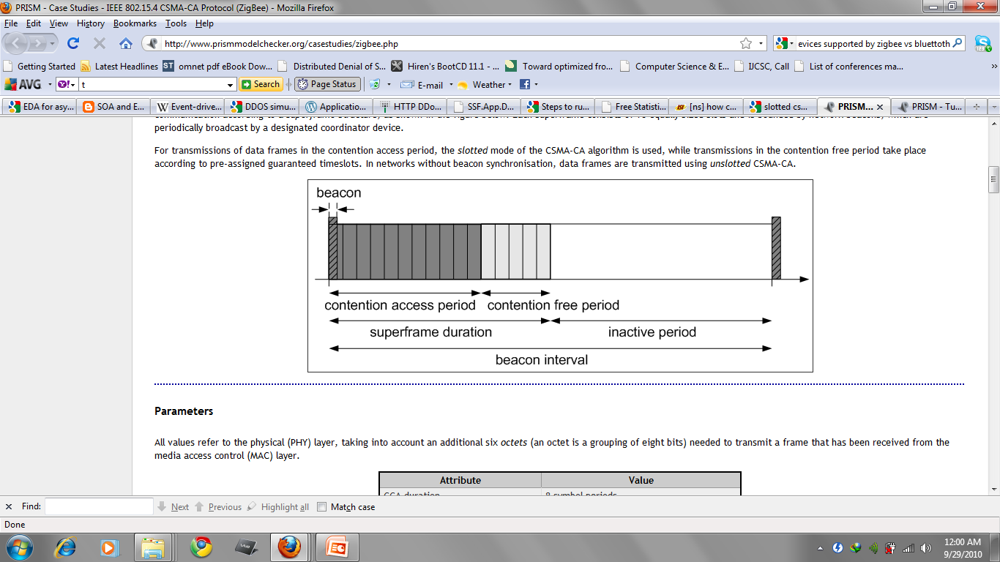 PRISM - Case Studies - IEEE 802.15.4 CSMA-CA Protocol (ZigBee) - Mozilla Firefox
File Edit View History Bookmarks Tools Help
http://www.prismmodelchecker.org/casestudies/zigbee.php
evices supported by zigbee vs bluettoth
Getting Started Latest Headlines ST omnet pdf eBook Dow... Distributed Denial of S... Hiren's BootCD 11.1 - ... Toward optimized fro... Computer Science & E... IJCSC, Call List of conferences ma... »
AVG Y! t Search Page Status E-mail Weather
EDA for asy... SOA and E... Event-drive... DDOS simu... Applicatio... HTTP DDo... SSF.App.D... Steps to ru... Free Statisti... [ns] how c... slotted cs... PRISM... PRISM - Tu...
periodically broadcast by a designated coordinator device.
For transmissions of data frames in the contention access period, the slotted mode of the CSMA-CA algorithm is used, while transmissions in the contention free period take place
according to pre-assigned guaranteed timeslots. In networks without beacon synchronisation, data frames are transmitted using unslotted CSMA-CA.
beacon
contention access period contention free period
superframe duration inactive period
beacon interval
Parameters
All values refer to the physical (PHY) layer, taking into account an additional six octets (an octet is a grouping of eight bits) needed to transmit a frame that has been received from the
media access control (MAC) layer.
Attribute Value
CCA duration 8 symbol periods
Find: Next Previous Highlight all Match case
Done
12:00 AM
9/29/2010